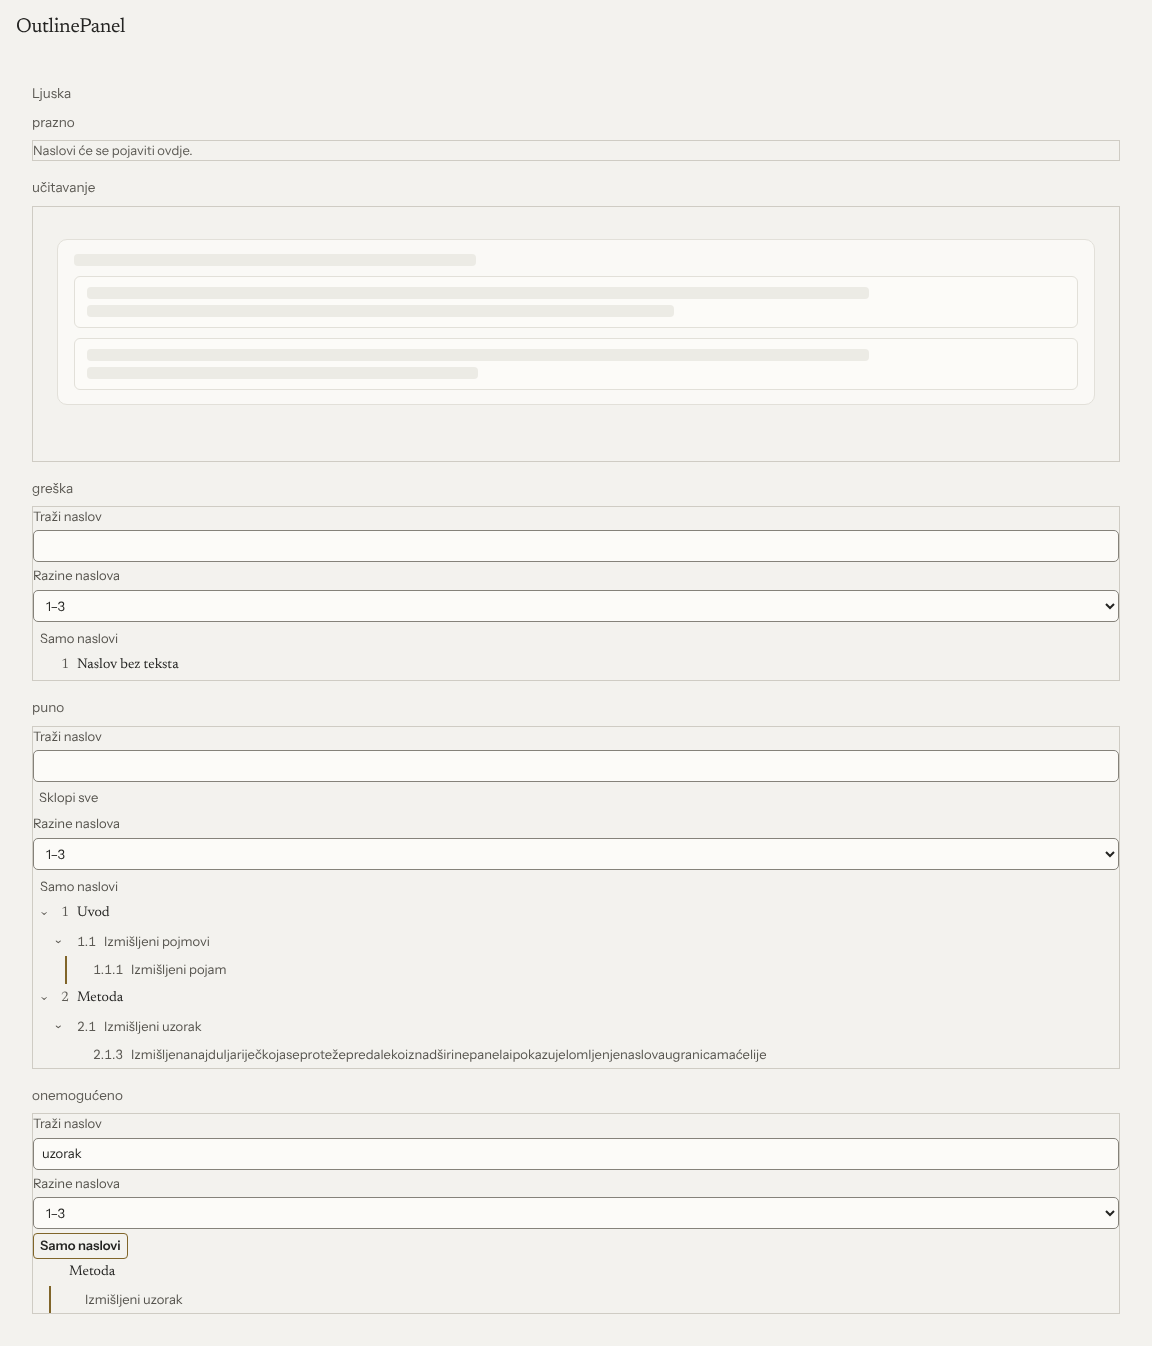 OutlinePanel
Ljuska
prazno
Naslovi će se pojaviti ovdje.
učitavanje
greška
Traži naslov
Razine naslova
1–3
Samo naslovi
1 Naslov bez teksta
puno
Traži naslov
Sklopi sve
Razine naslova
1–3
Samo naslovi
1 Uvod
1.1 Izmišljeni pojmovi
1.1.1 Izmišljeni pojam
2 Metoda
2.1 Izmišljeni uzorak
2.1.3 Izmišljenanajduljariječkojaseprotežepredalekoiznadširinepanelaipokazujelomljenjenaslovaugranicamaćelije
onemogućeno
Traži naslov
uzorak
Razine naslova
1–3
Samo naslovi
Metoda
Izmišljeni uzorak